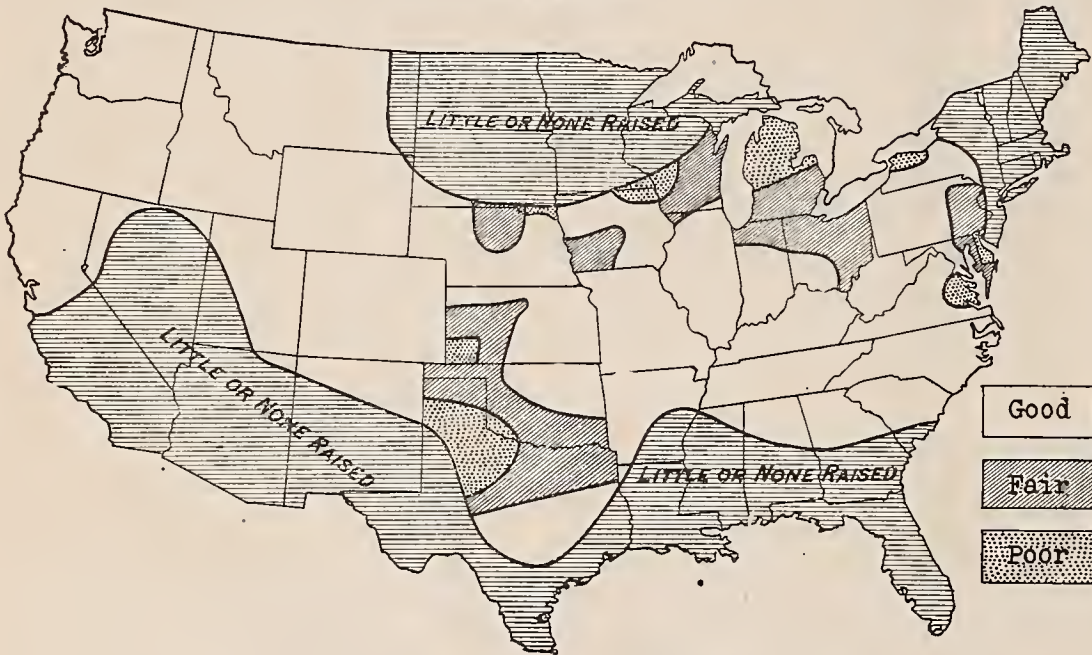 LITTLE OR NONE RAISED
LITTLE OR NONE RAISED
LITTLE OR NONE RAISED
Good
Fair
Poor